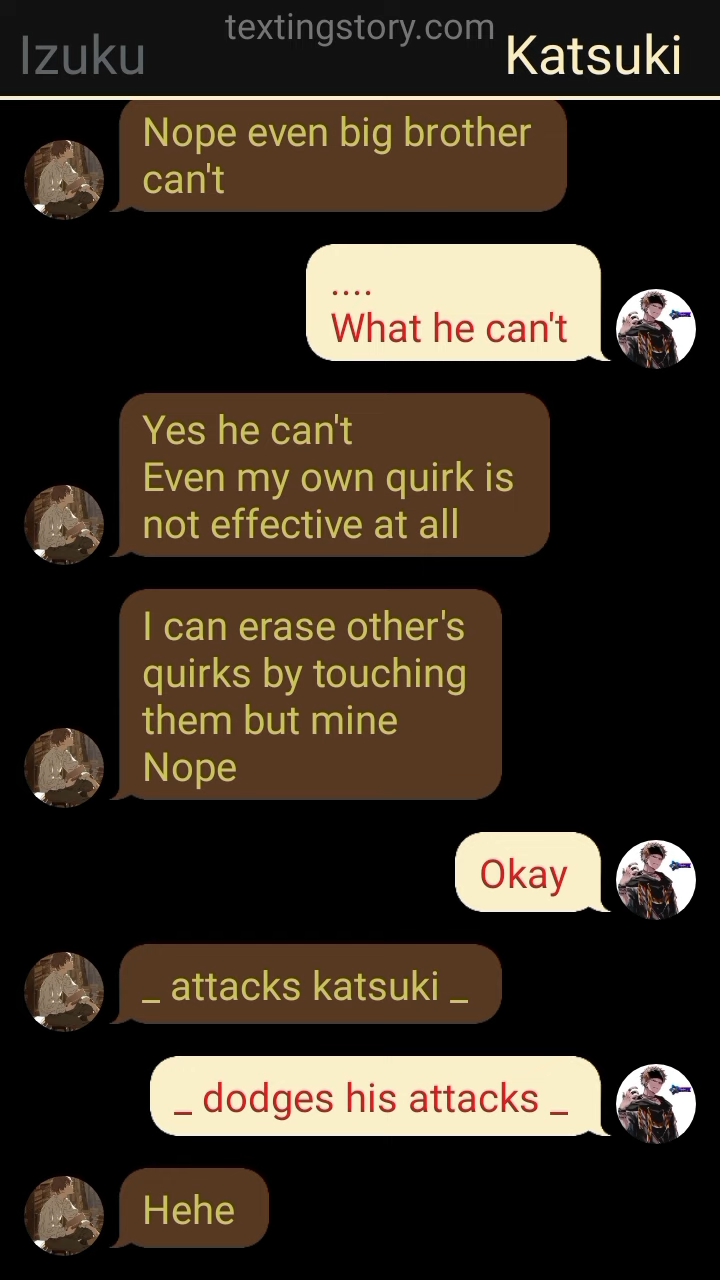 textingstory.com
Izuku
Katsuki
Nope even big brother
can't
....
What he can't
Yes he can't
Even my own quirk is
not effective at all
I can erase other's
quirks by touching
them but mine
Nope
Okay
_ attacks katsuki _
_ dodges his attacks _
Hehe